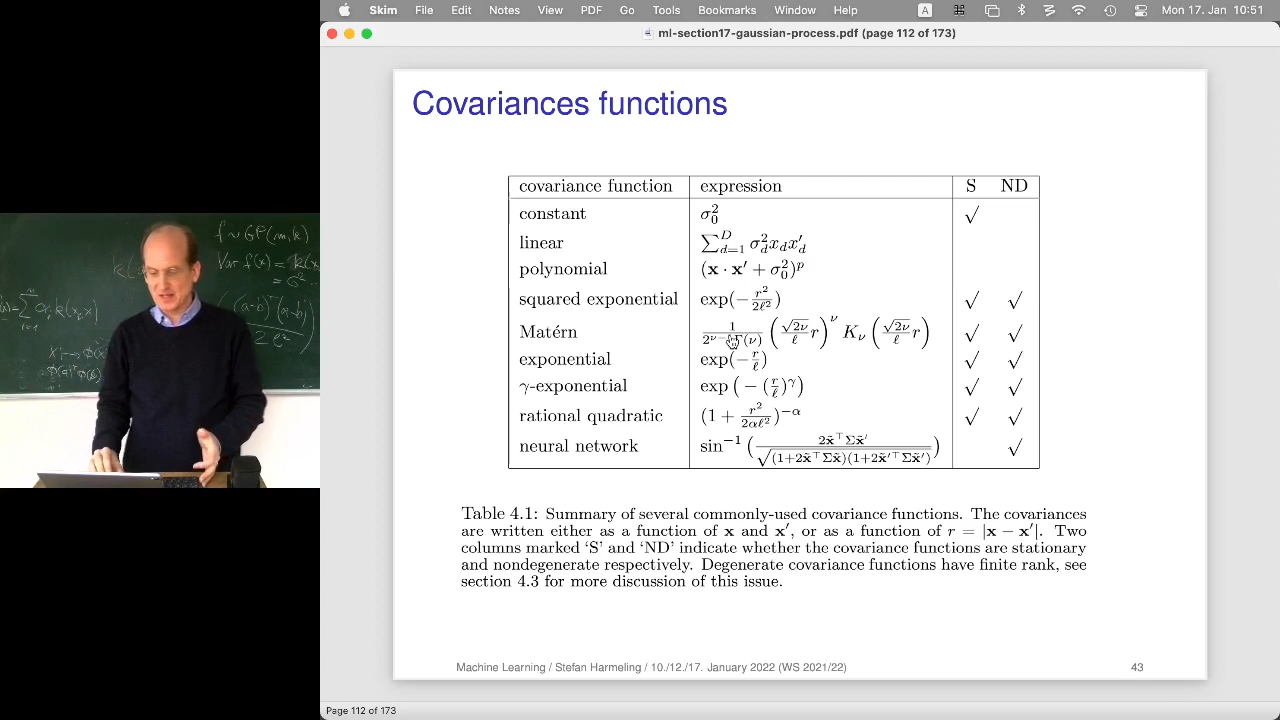 Skim File Edit Notes View PDF Go Tools Bookmarks Window Help A Mon 17. Jan 10:51
ml-section17-gaussian-process.pdf (page 112 of 173)
Covariances functions
covariance function expression S ND
constant σ₀² √
linear ∑_{d=1}^{D} σ_d² x_d x'_d
polynomial (x · x' + σ₀²)^p
squared exponential exp(−r²/2ℓ²) √ √
Matérn (√2ν/ℓ r)^ν K_ν (√2ν/ℓ r) √ √
exponential exp(−r/ℓ) √ √
γ-exponential exp(−(r/ℓ)^γ) √ √
rational quadratic (1 + r²/2αℓ²)^{−α} √ √
neural network sin⁻¹(2x̃^⊤Σx̃'/√(1+2x̃^⊤Σx̃)(1+2x̃'^⊤Σx̃')) √
Table 4.1: Summary of several commonly-used covariance functions. The covariances
are written either as a function of x and x', or as a function of r = |x − x'|. Two
columns marked ‘S’ and ‘ND’ indicate whether the covariance functions are stationary
and nondegenerate respectively. Degenerate covariance functions have finite rank, see
section 4.3 for more discussion of this issue.
Machine Learning / Stefan Harmeling / 10./12./17. January 2022 (WS 2021/22) 43
Page 112 of 173
f ~ GP(m, k)
Var f(x) = k(x
= σ²
(a-b)^T(a-b)
2ℓ²